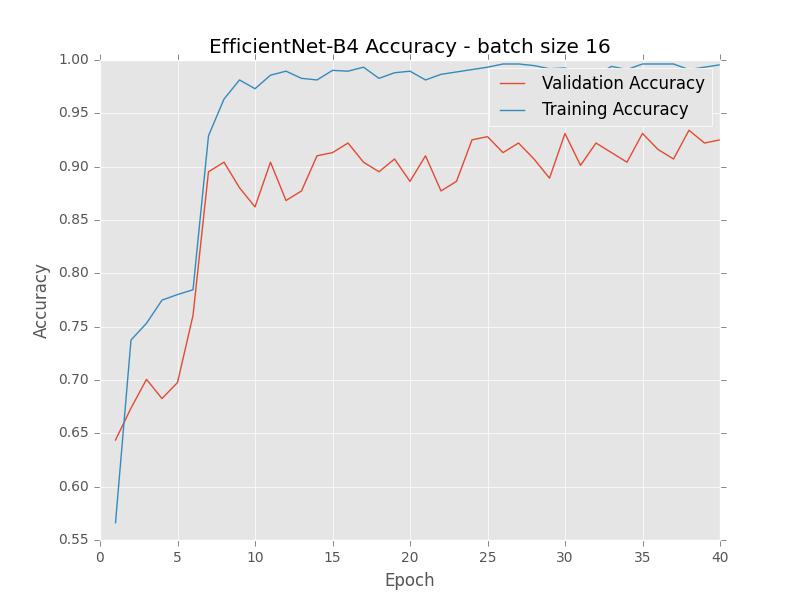 EfficientNet-B4 Accuracy - batch size 16
1.00
0.95
0.90
0.85
0.80
0.75
0.70
0.65
0.60
0.55
Accuracy
Validation Accuracy
Training Accuracy
0 5 10 15 20 25 30 35 40
Epoch